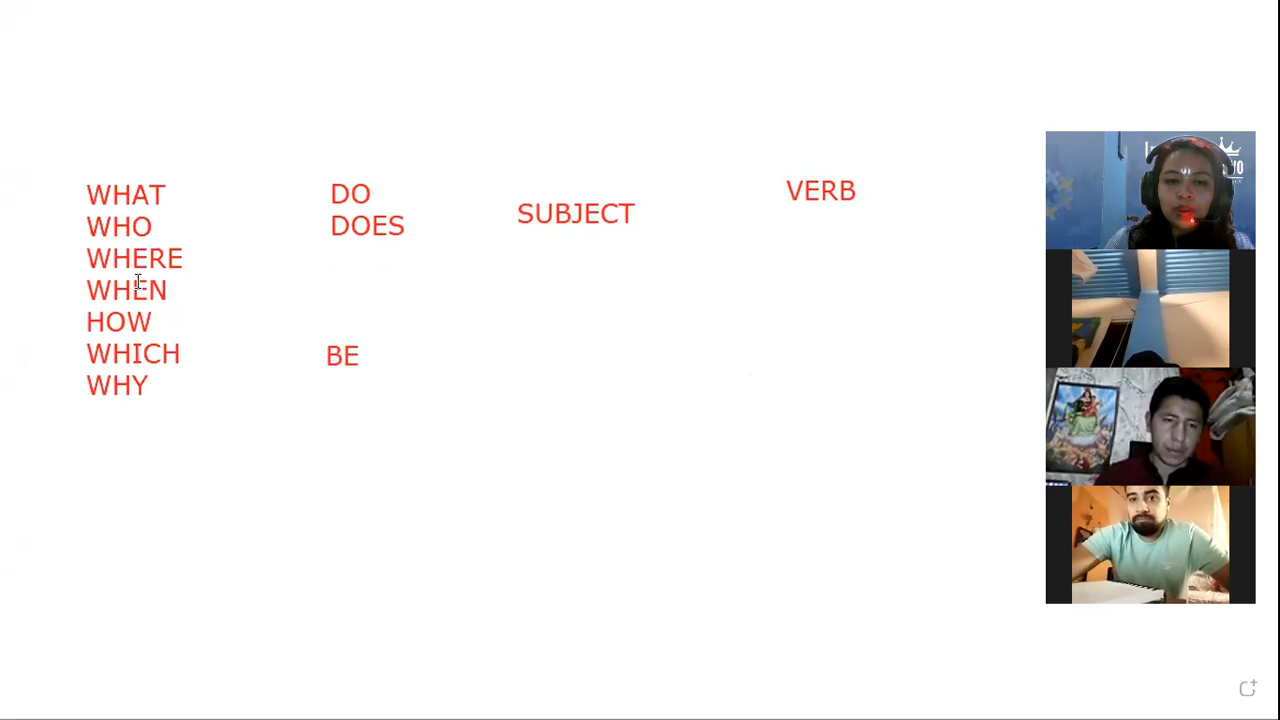 WHAT
WHO
WHERE
WHEN
HOW
WHICH
WHY
DO
DOES
BE
SUBJECT
VERB